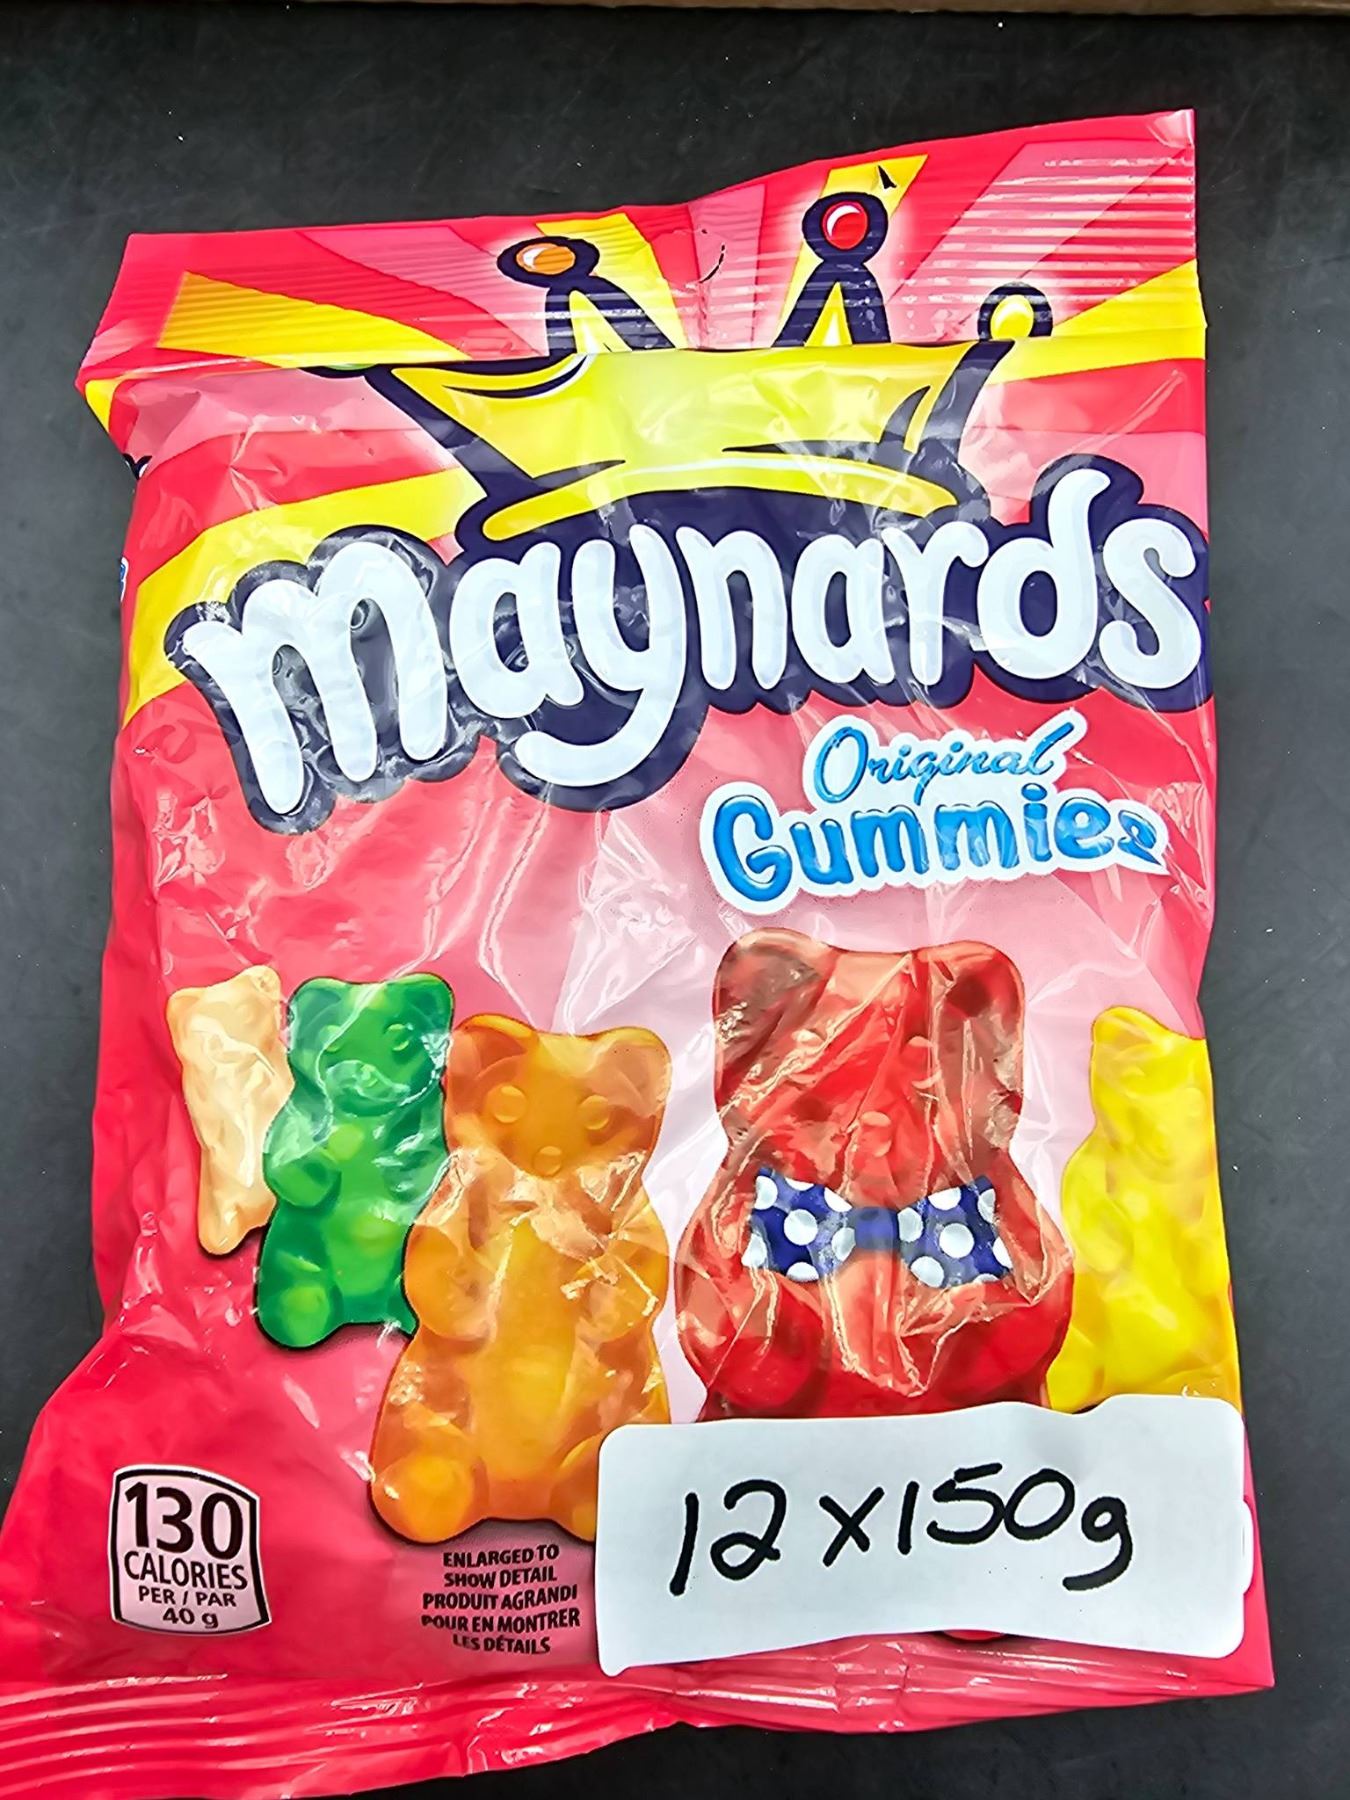 maynards
Original
Gummies
130
CALORIES
PER / PAR
40 g
ENLARGED TO
SHOW DETAIL
PRODUIT AGRANDI
POUR EN MONTRER
LES DÉTAILS
12 x 150g